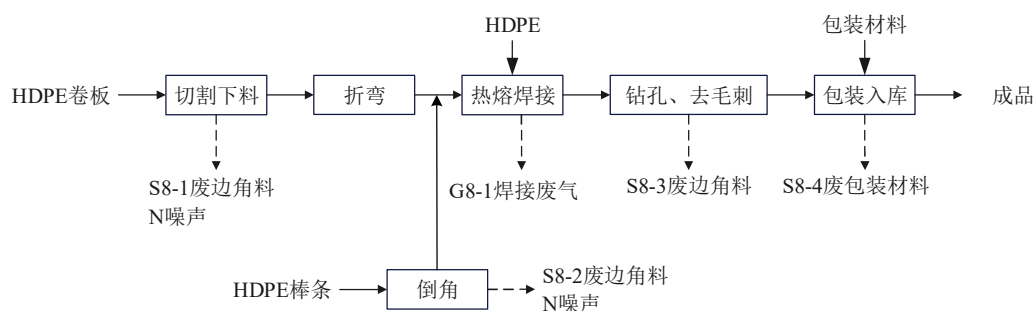 HDPE
包装材料
HDPE卷板
切割下料
折弯
热熔焊接
钻孔、去毛刺
包装入库
成品
S8-1废边角料
N噪声
G8-1焊接废气
S8-3废边角料
S8-4废包装材料
HDPE棒条
倒角
S8-2废边角料
N噪声